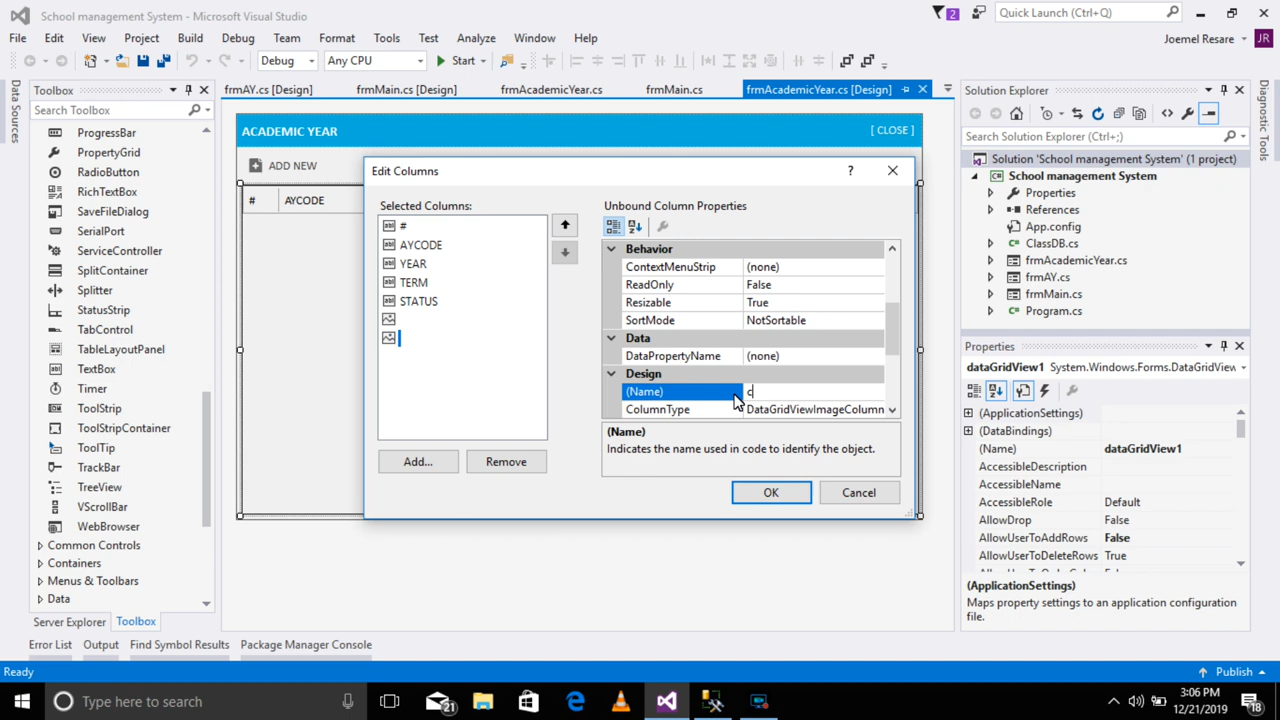 School management System - Microsoft Visual Studio
2
Quick Launch (Ctrl+Q)
File Edit View Project Build Debug Team Format Tools Test Analyze Window Help
Joemel Resare JR
Debug Any CPU Start
Data Sources
Toolbox
Search Toolbox
ProgressBar
PropertyGrid
RadioButton
RichTextBox
SaveFileDialog
SerialPort
ServiceController
SplitContainer
Splitter
StatusStrip
TabControl
TableLayoutPanel
TextBox
Timer
ToolStrip
ToolStripContainer
ToolTip
TrackBar
TreeView
VScrollBar
WebBrowser
Common Controls
Containers
Menus & Toolbars
Data
Server Explorer Toolbox
frmAY.cs [Design] frmMain.cs [Design] frmAcademicYear.cs frmMain.cs frmAcademicYear.cs [Design]
ACADEMIC YEAR [ CLOSE ]
ADD NEW
# AYCODE
Edit Columns ?
Selected Columns:
#
AYCODE
YEAR
TERM
STATUS
Add... Remove
Unbound Column Properties
Behavior
ContextMenuStrip (none)
ReadOnly False
Resizable True
SortMode NotSortable
Data
DataPropertyName (none)
Design
(Name) c
ColumnType DataGridViewImageColumn
(Name)
Indicates the name used in code to identify the object.
OK Cancel
Solution Explorer
Search Solution Explorer (Ctrl+;)
Solution 'School management System' (1 project)
School management System
Properties
References
App.config
ClassDB.cs
frmAcademicYear.cs
frmAY.cs
frmMain.cs
Program.cs
Properties
dataGridView1 System.Windows.Forms.DataGridView
(ApplicationSettings)
(DataBindings)
(Name) dataGridView1
AccessibleDescription
AccessibleName
AccessibleRole Default
AllowDrop False
AllowUserToAddRows False
AllowUserToDeleteRows True
(ApplicationSettings)
Maps property settings to an application configuration
file.
Diagnostic Tools
Error List Output Find Symbol Results Package Manager Console
Ready Publish
Type here to search
21
3:06 PM
12/21/2019
18